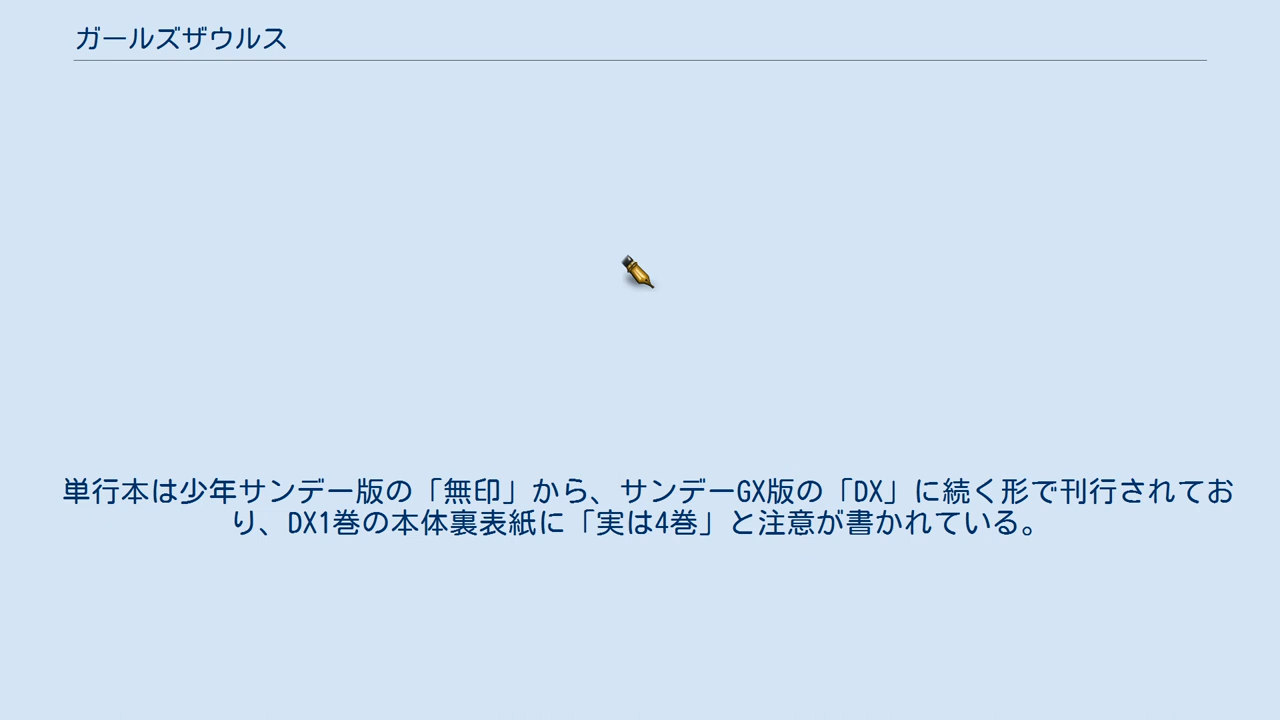 ガールズザウルス
単行本は少年サンデー版の「無印」から、サンデーGX版の「DX」に続く形で刊行されてお
り、DX1巻の本体裏表紙に「実は4巻」と注意が書かれている。